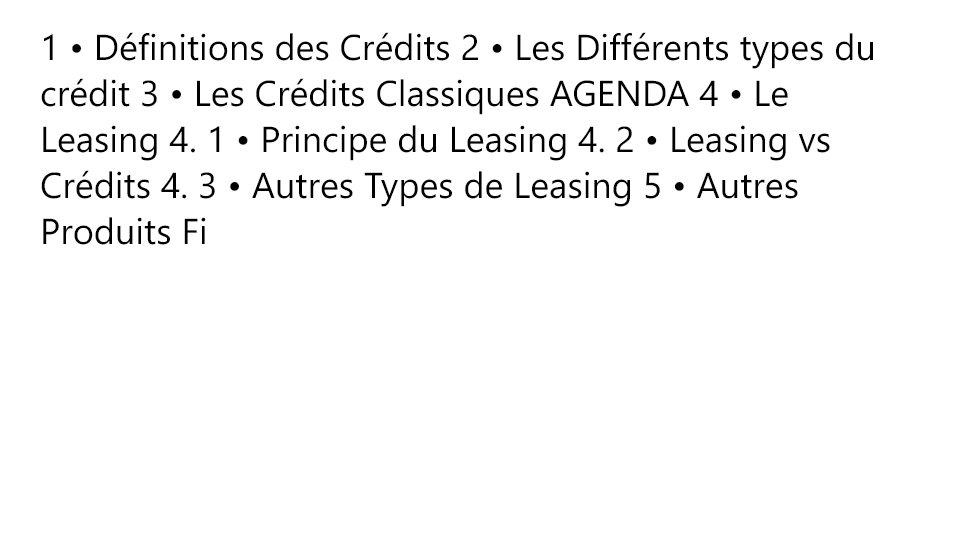 1 • Définitions des Crédits 2 • Les Différents types du
crédit 3 • Les Crédits Classiques AGENDA 4 • Le
Leasing 4. 1 • Principe du Leasing 4. 2 • Leasing vs
Crédits 4. 3 • Autres Types de Leasing 5 • Autres
Produits Fi